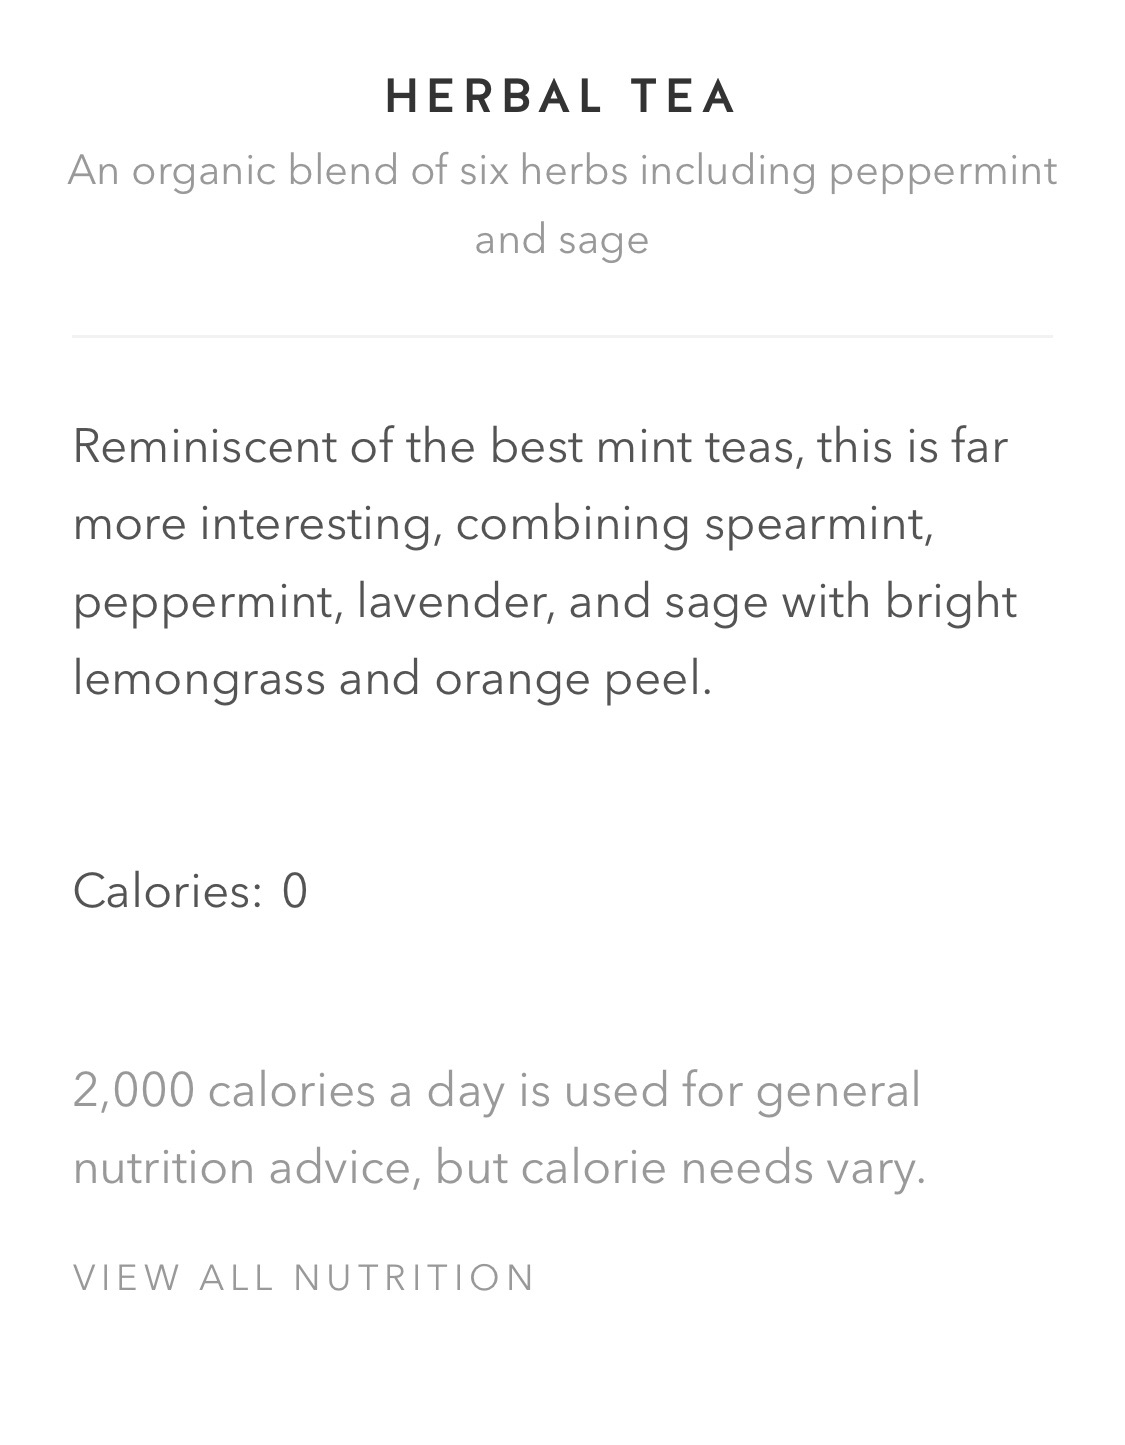 HERBAL TEA
An organic blend of six herbs including peppermint
and sage
Reminiscent of the best mint teas, this is far
more interesting, combining spearmint,
peppermint, lavender, and sage with bright
lemongrass and orange peel.
Calories: 0
2,000 calories a day is used for general
nutrition advice, but calorie needs vary.
VIEW ALL NUTRITION